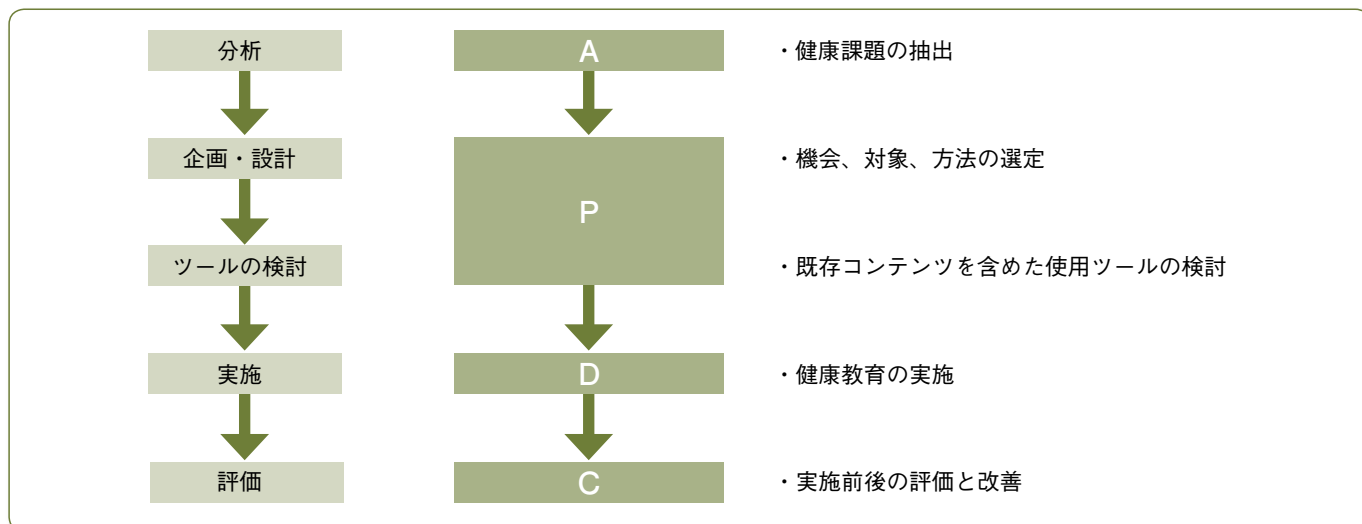 分析
A
・健康課題の抽出
企画・設計
P
・機会、対象、方法の選定
ツールの検討
・既存コンテンツを含めた使用ツールの検討
実施
D
・健康教育の実施
評価
C
・実施前後の評価と改善